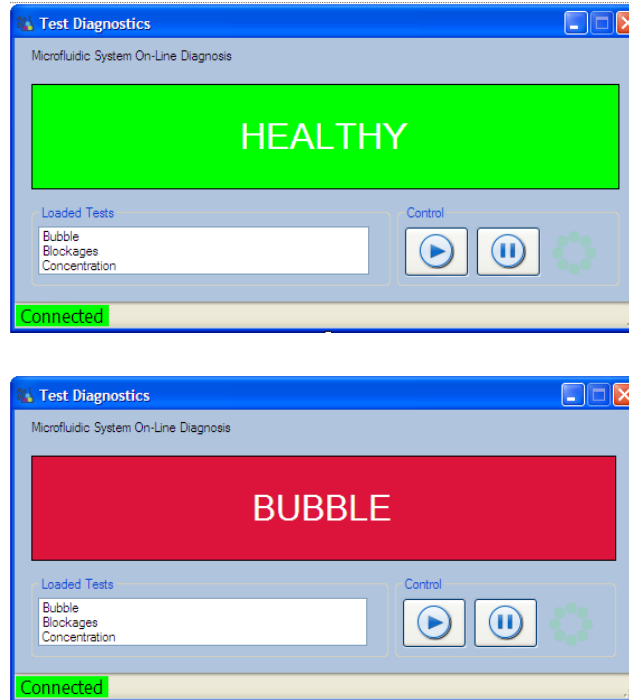 Test Diagnostics
Microfluidic System On-Line Diagnosis
HEALTHY
Loaded Tests
Control
Bubble
Blockages
Concentration
Connected
Test Diagnostics
Microfluidic System On-Line Diagnosis
BUBBLE
Loaded Tests
Control
Bubble
Blockages
Concentration
Connected